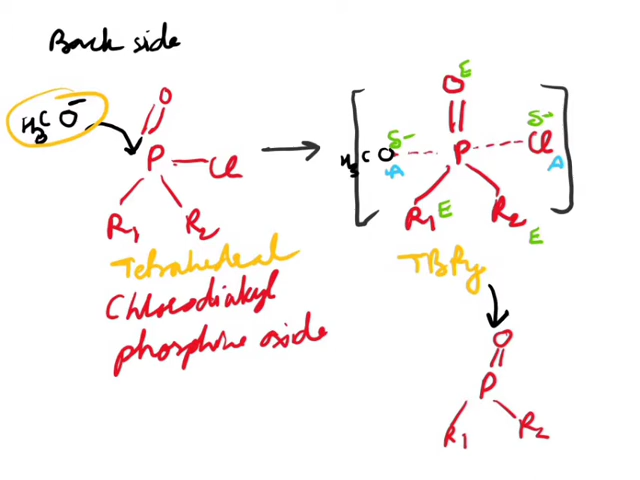 Back side
H3C O− O
P Cl
R1 R2
Tetrahedral
Chlorodialkyl
phosphine oxide
O E
H3C O δ− P Cl δ−
A A
R1 E R2 E
TBPy
O
P
R1 R2